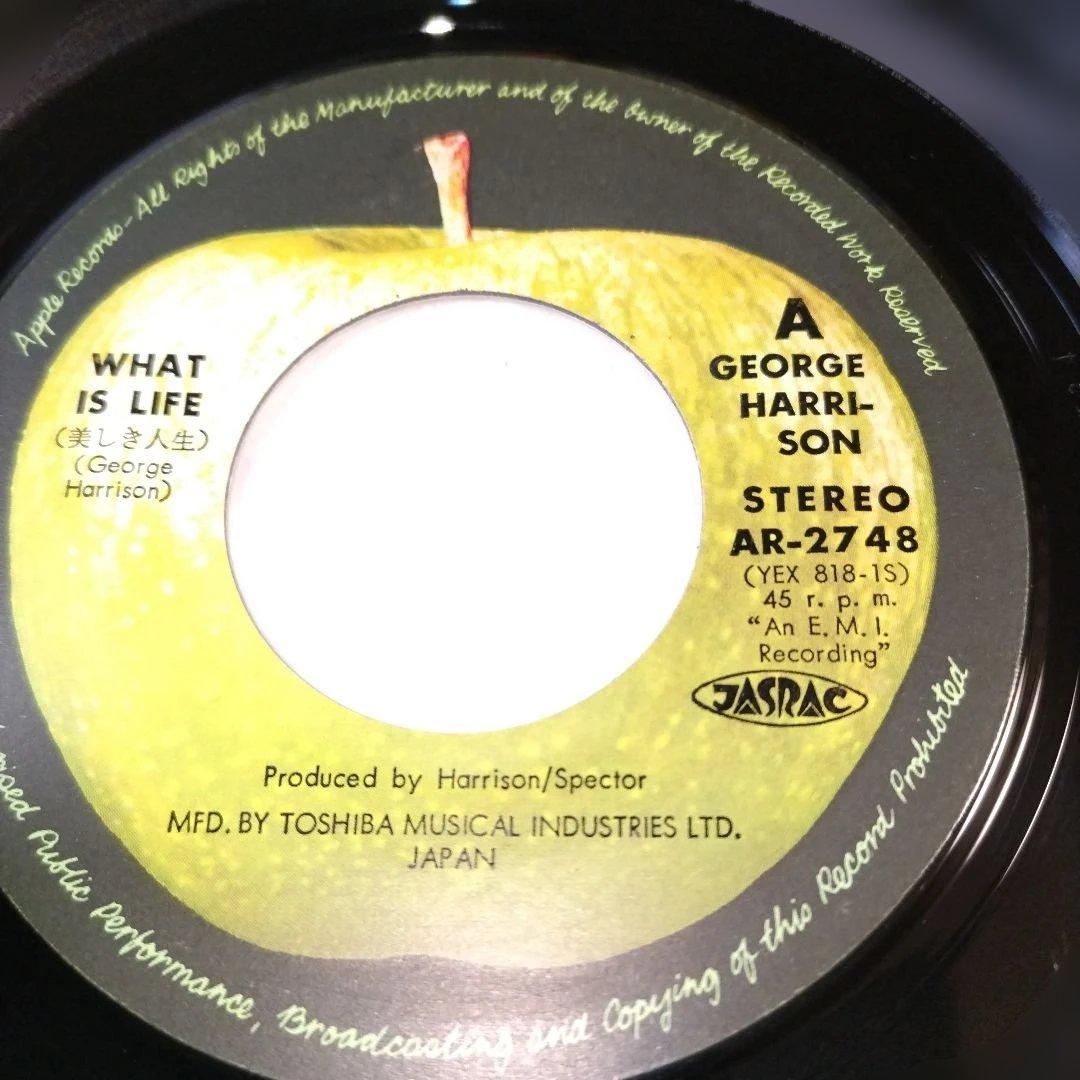 Apple Records-All Rights of the Manufacturer and of the Owner of the Recorded Work Reserved
WHAT
IS LIFE
(美しき人生)
(George
Harrison)
A
GEORGE
HARRI-
SON
STEREO
AR-2748
(YEX 818-1S)
45 r. p. m.
"An E.M.I.
Recording"
JASRAC
Produced by Harrison/Spector
MFD. BY TOSHIBA MUSICAL INDUSTRIES LTD.
JAPAN
Public Performance, Broadcasting and Copying of this Record Prohibited